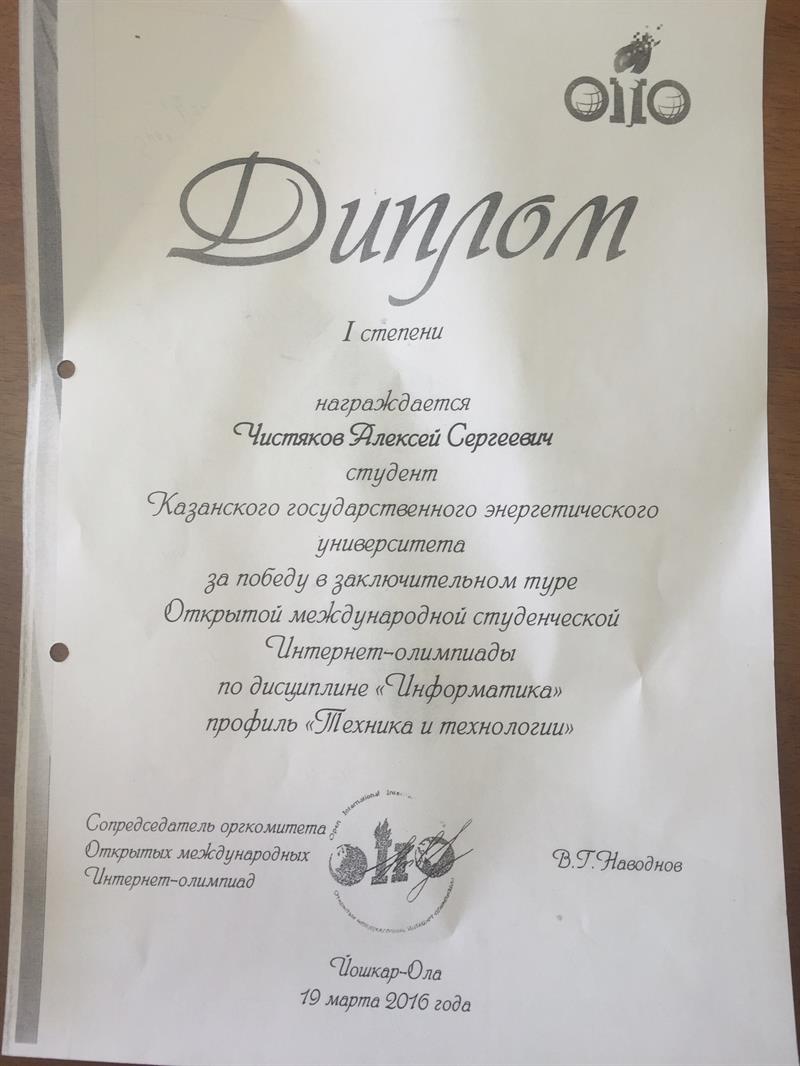 Диплом
I степени
награждается
Чистяков Алексей Сергеевич
студент
Казанского государственного энергетического
университета
за победу в заключительном туре
Открытой международной студенческой
Интернет-олимпиады
по дисциплине «Информатика»
профиль «Техника и технологии»
Сопредседатель оргкомитета
Открытых международных
Интернет-олимпиад
Open International
В.Г.Наводнов
Йошкар-Ола
19 марта 2016 года